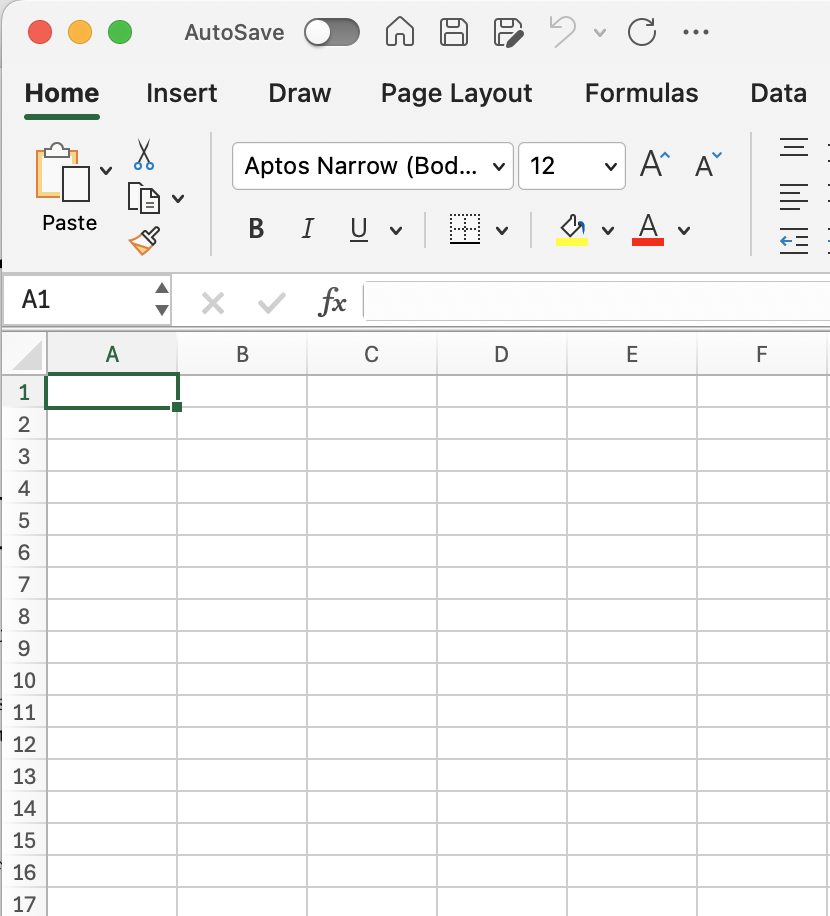 AutoSave
Home Insert Draw Page Layout Formulas Data
Aptos Narrow (Bod... 12 A A
Paste
B I U A
A1 fx
A B C D E F
1
2
3
4
5
6
7
8
9
10
11
12
13
14
15
16
17